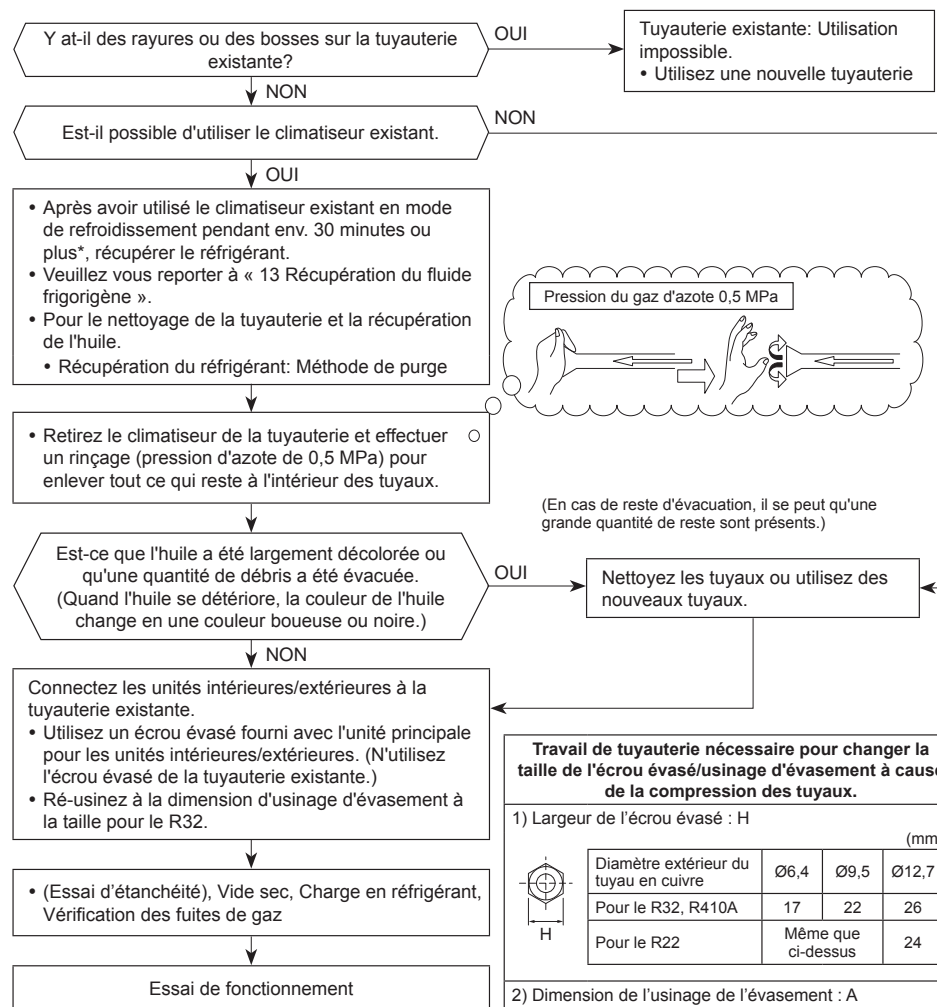 Y at-il des rayures ou des bosses sur la tuyauterie
existante?
OUI
Tuyauterie existante: Utilisation
impossible.
• Utilisez une nouvelle tuyauterie
NON
Est-il possible d'utiliser le climatiseur existant.
NON
OUI
• Après avoir utilisé le climatiseur existant en mode
de refroidissement pendant env. 30 minutes ou
plus*, récupérer le réfrigérant.
• Veuillez vous reporter à « 13 Récupération du fluide
frigorigène ».
• Pour le nettoyage de la tuyauterie et la récupération
de l'huile.
• Récupération du réfrigérant: Méthode de purge
Pression du gaz d'azote 0,5 MPa
• Retirez le climatiseur de la tuyauterie et effectuer
un rinçage (pression d'azote de 0,5 MPa) pour
enlever tout ce qui reste à l'intérieur des tuyaux.
(En cas de reste d'évacuation, il se peut qu'une
grande quantité de reste sont présents.)
Est-ce que l'huile a été largement décolorée ou
qu'une quantité de débris a été évacuée.
(Quand l'huile se détériore, la couleur de l'huile
change en une couleur boueuse ou noire.)
OUI
Nettoyez les tuyaux ou utilisez des
nouveaux tuyaux.
NON
Connectez les unités intérieures/extérieures à la
tuyauterie existante.
• Utilisez un écrou évasé fourni avec l'unité principale
pour les unités intérieures/extérieures. (N'utilisez
l'écrou évasé de la tuyauterie existante.)
• Ré-usinez à la dimension d'usinage d'évasement à
la taille pour le R32.
• (Essai d'étanchéité), Vide sec, Charge en réfrigérant,
Vérification des fuites de gaz
Essai de fonctionnement
Travail de tuyauterie nécessaire pour changer la
taille de l'écrou évasé/usinage d'évasement à cause
de la compression des tuyaux.
1) Largeur de l'écrou évasé : H
(mm
H
Diamètre extérieur du
tuyau en cuivre
Ø6,4 Ø9,5 Ø12,7
Pour le R32, R410A 17 22 26
Pour le R22
Même que
ci-dessus
24
2) Dimension de l'usinage de l'évasement : A